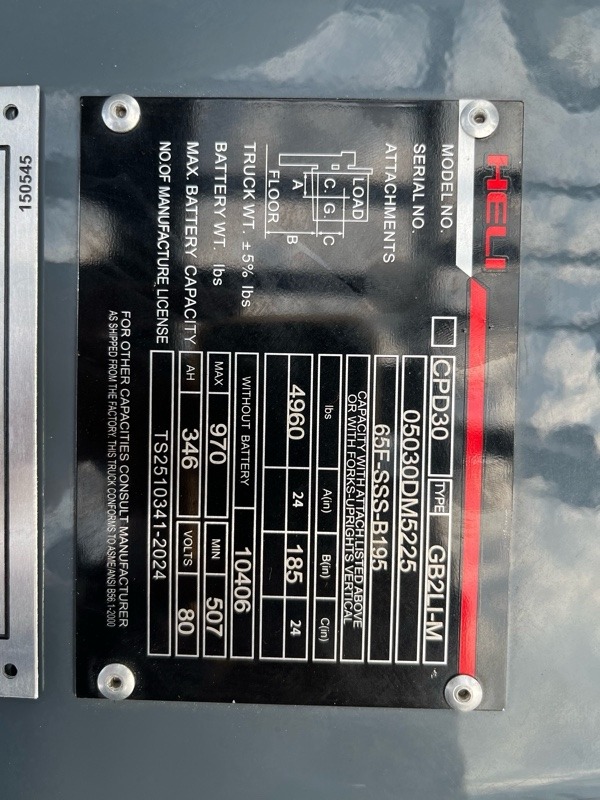 HELI
MODEL NO. CPD30 TYPE GB2LI-M
SERIAL NO. 05030DM5225
ATTACHMENTS 65F-SSS-B195
CAPACITY WITH ATTACH LISTED ABOVE
OR WITH FORKS-UPRIGHTS VERTICAL
LOAD
C. G. C
A B
FLOOR
lbs A(in) B(in) C(in)
4960 24 185 24
TRUCK WT. ±5% lbs WITHOUT BATTERY 10406
BATTERY WT. lbs MAX 970 MIN 507
MAX. BATTERY CAPACITY AH 346 VOLTS 80
NO.OF MANUFACTURE LICENSE TS2510341-2024
FOR OTHER CAPACITIES CONSULT MANUFACTURER
AS SHIPPED FROM THE FACTORY, THIS TRUCK CONFORMS TO ASME/ANSI B56.1-2000
150545